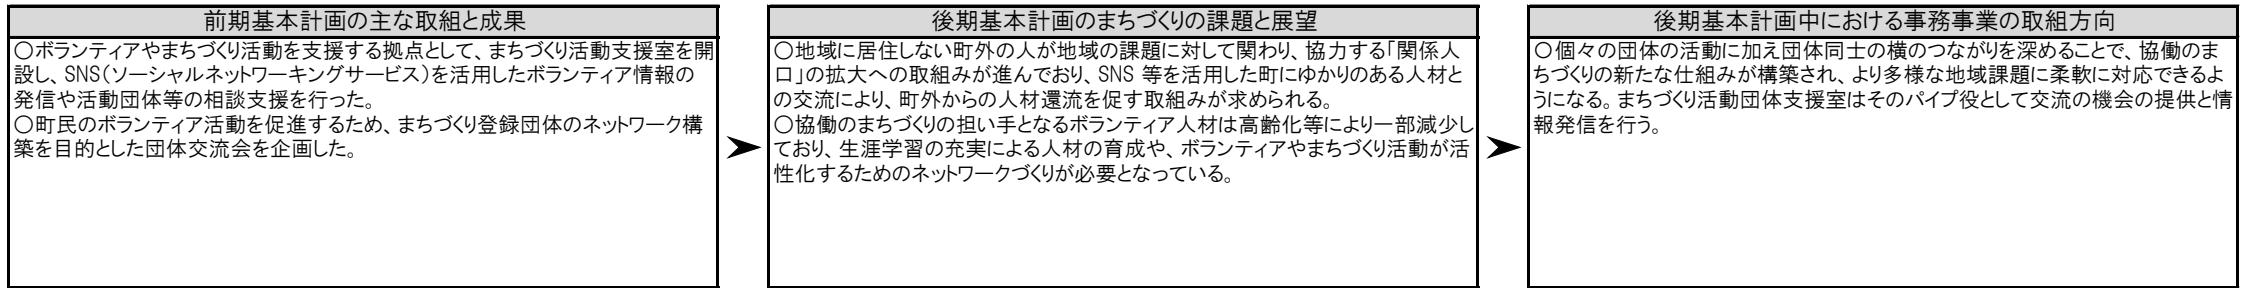 前期基本計画の主な取組と成果
〇ボランティアやまちづくり活動を支援する拠点として、まちづくり活動支援室を開
設し、SNS(ソーシャルネットワーキングサービス)を活用したボランティア情報の
発信や活動団体等の相談支援を行った。
〇町民のボランティア活動を促進するため、まちづくり登録団体のネットワーク構
築を目的とした団体交流会を企画した。
後期基本計画のまちづくりの課題と展望
〇地域に居住しない町外の人が地域の課題に対して関わり、協力する「関係人
口」の拡大への取組みが進んでおり、SNS 等を活用した町にゆかりのある人材と
の交流により、町外からの人材還流を促す取組みが求められる。
〇協働のまちづくりの担い手となるボランティア人材は高齢化等により一部減少し
ており、生涯学習の充実による人材の育成や、ボランティアやまちづくり活動が活
性化するためのネットワークづくりが必要となっている。
後期基本計画中における事務事業の取組方向
〇個々の団体の活動に加え団体同士の横のつながりを深めることで、協働のま
ちづくりの新たな仕組みが構築され、より多様な地域課題に柔軟に対応できるよ
うになる。まちづくり活動団体支援室はそのパイプ役として交流の機会の提供と情
報発信を行う。